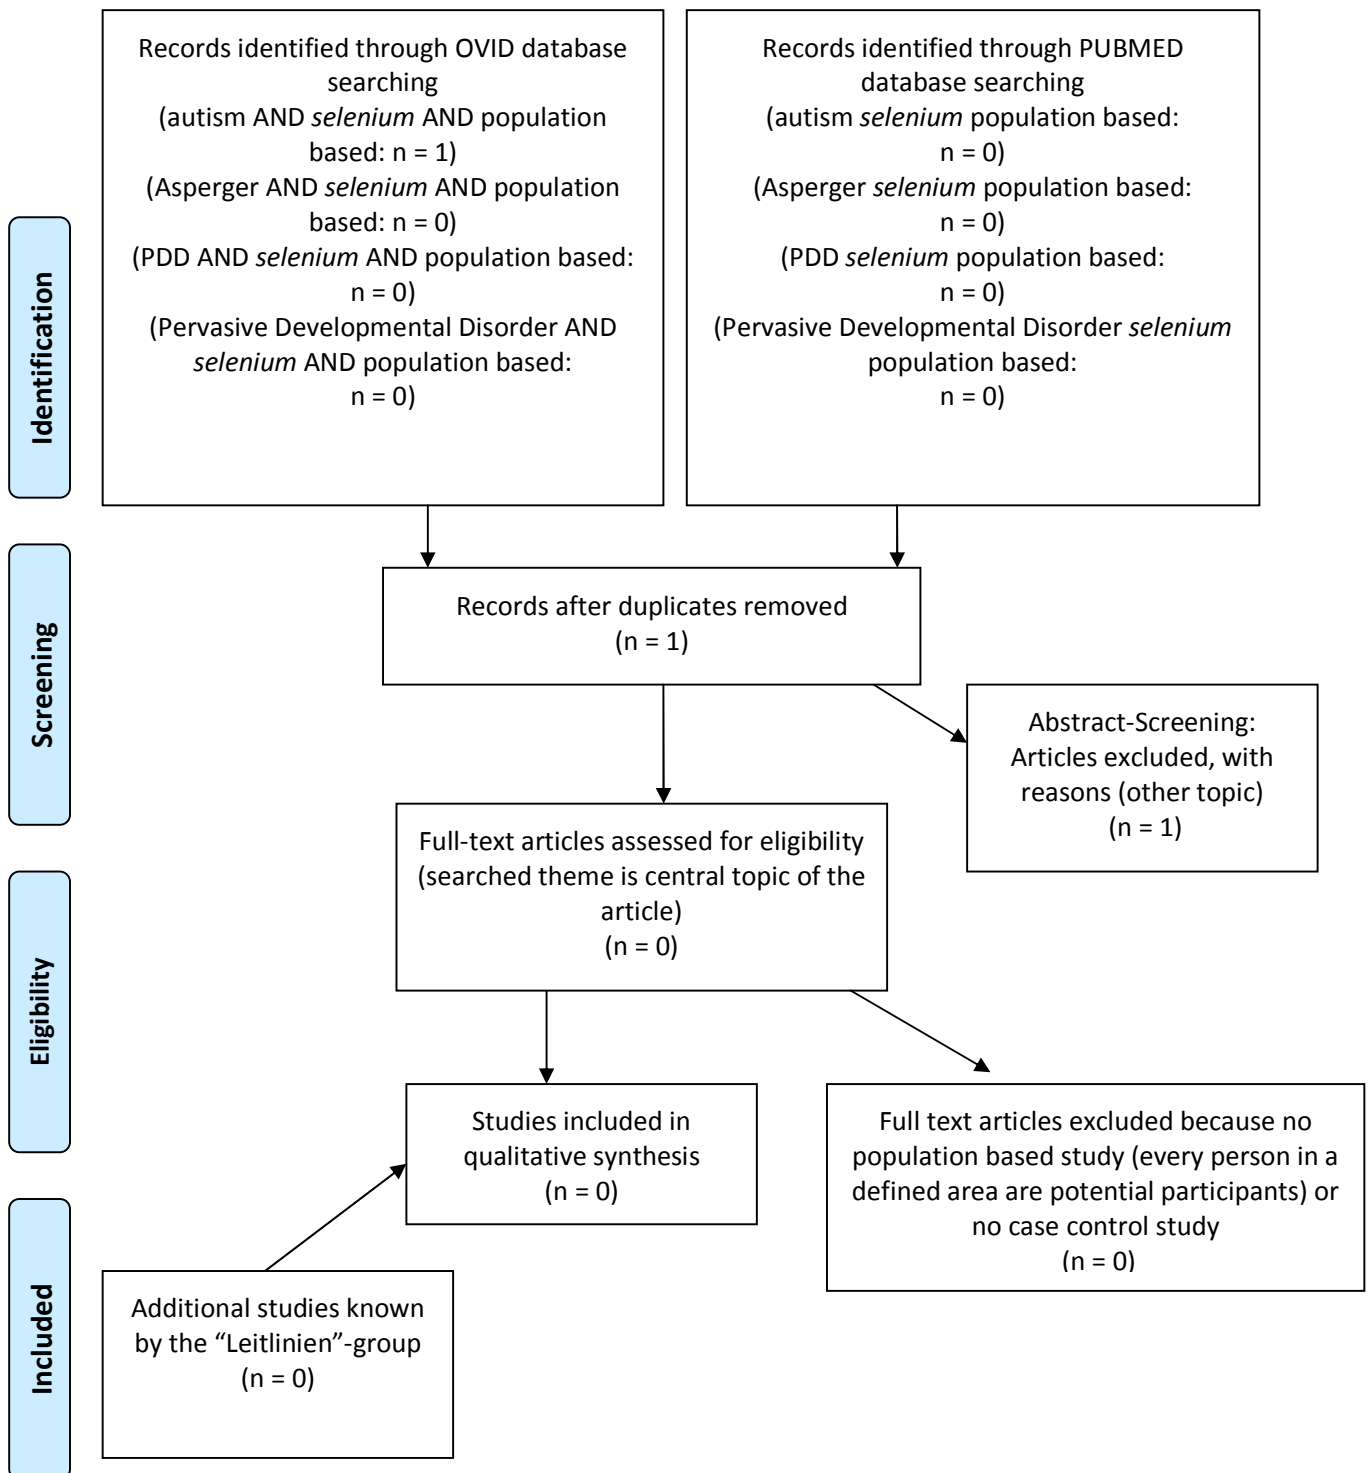 Records identified through OVID database
searching
(autism AND selenium AND population
based: n = 1)
(Asperger AND selenium AND population
based: n = 0)
(PDD AND selenium AND population based:
n = 0)
(Pervasive Developmental Disorder AND
selenium AND population based:
n = 0)
Records identified through PUBMED
database searching
(autism selenium population based:
n = 0)
(Asperger selenium population based:
n = 0)
(PDD selenium population based:
n = 0)
(Pervasive Developmental Disorder selenium
population based:
n = 0)
Identification
Records after duplicates removed
(n = 1)
Screening
Abstract-Screening:
Articles excluded, with
reasons (other topic)
(n = 1)
Full-text articles assessed for eligibility
(searched theme is central topic of the
article)
(n = 0)
Eligibility
Studies included in
qualitative synthesis
(n = 0)
Full text articles excluded because no
population based study (every person in a
defined area are potential participants) or
no case control study
(n = 0)
Included
Additional studies known
by the “Leitlinien”-group
(n = 0)